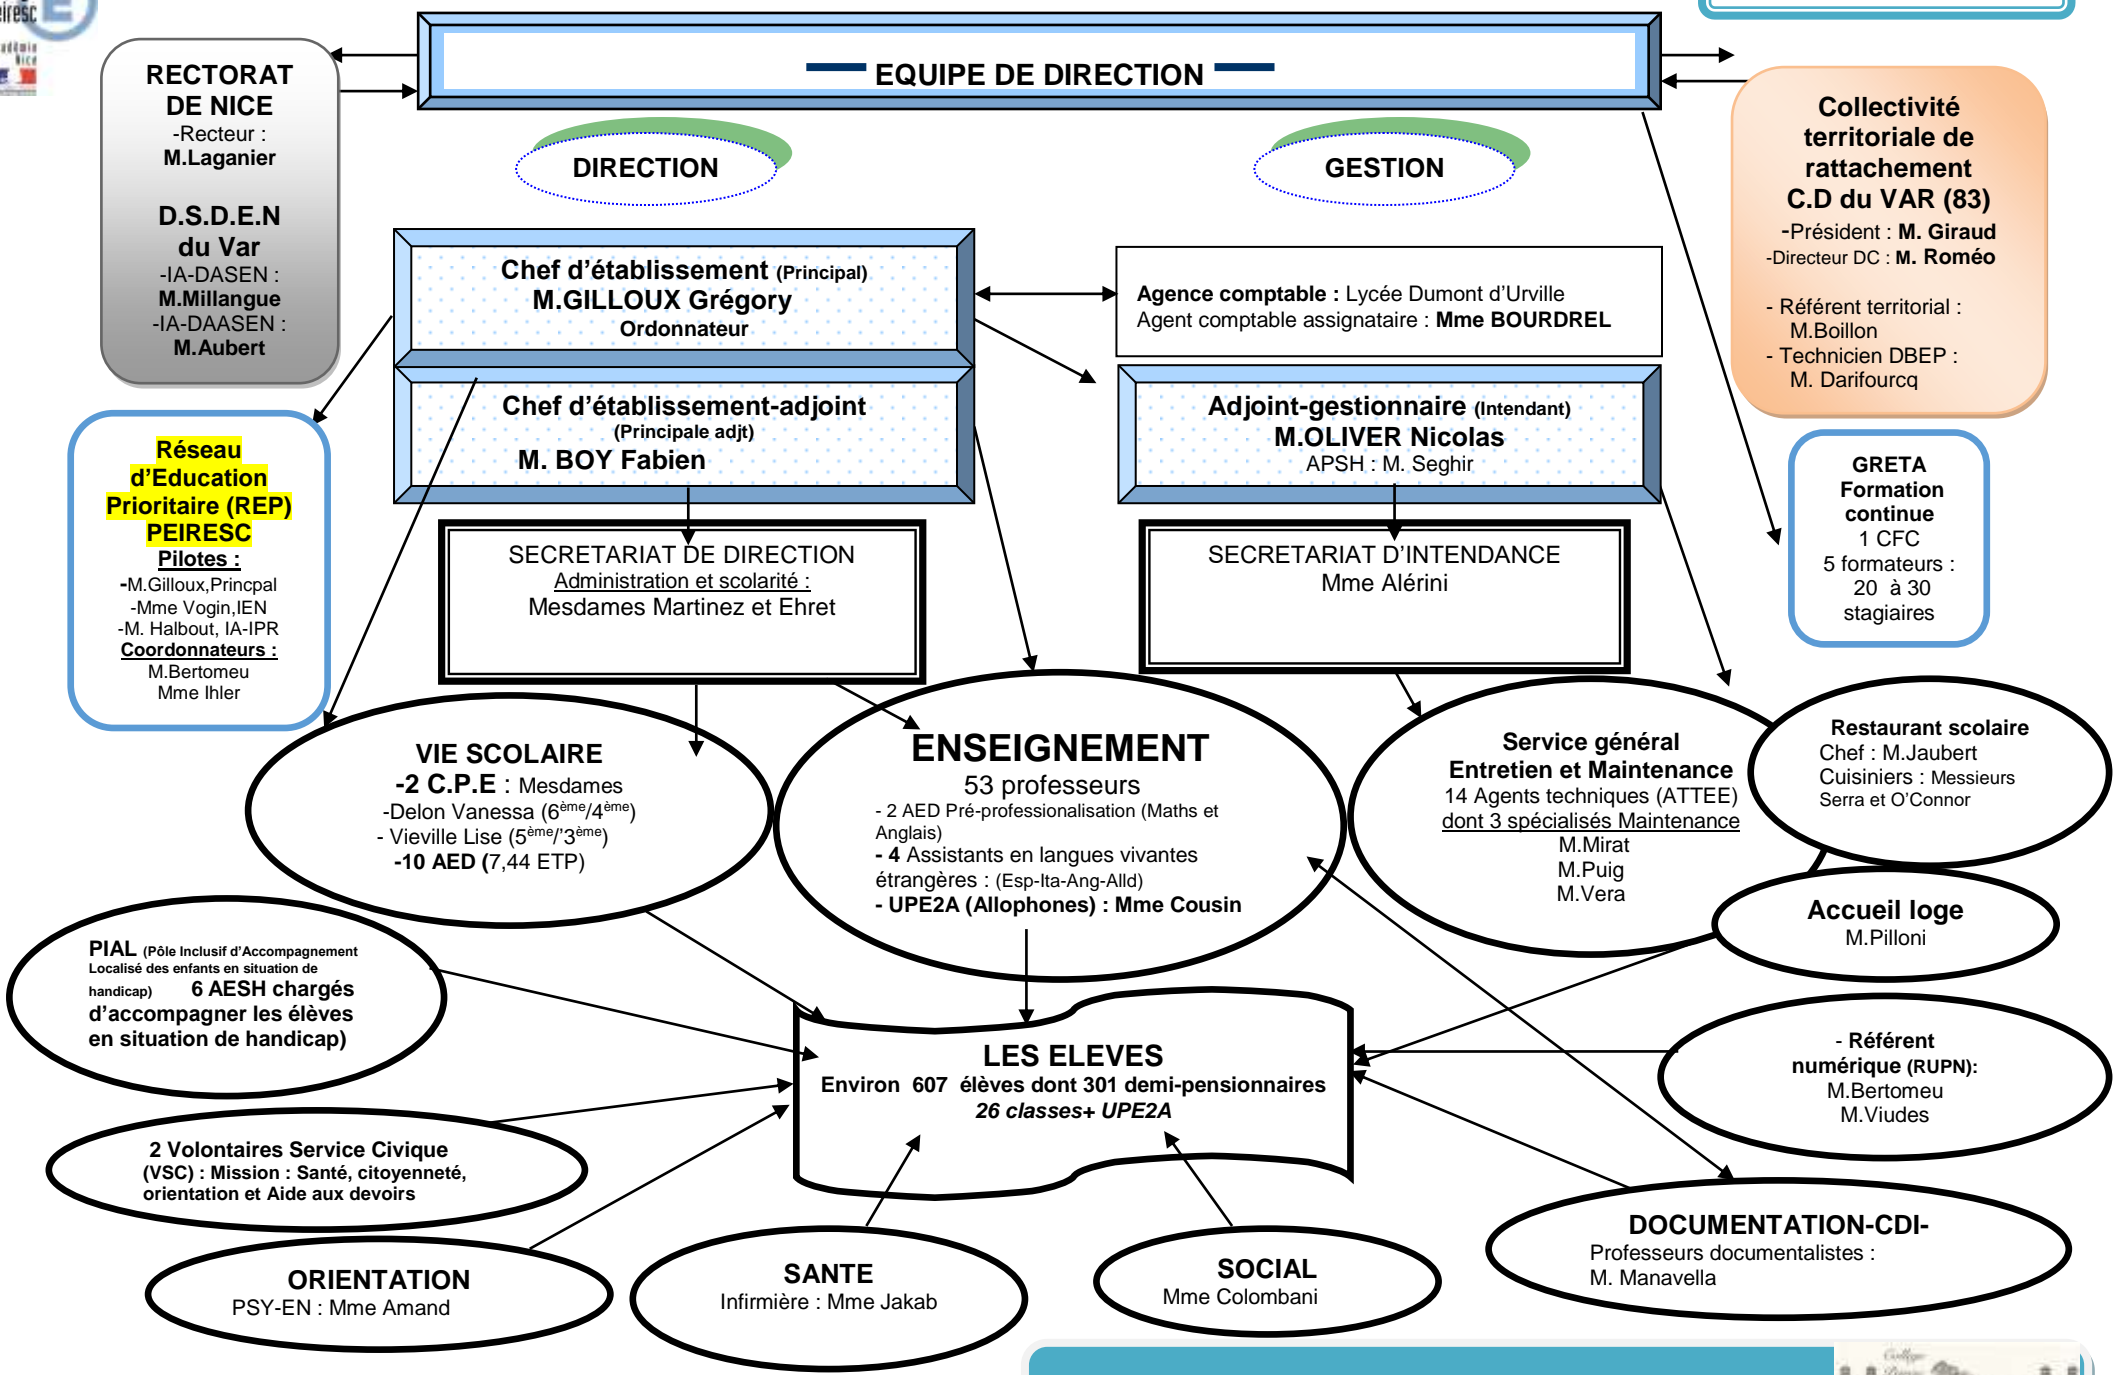 eiresc
E
EQUIPE DE DIRECTION
RECTORAT
DE NICE
-Recteur :
M.Laganier
D.S.D.E.N
du Var
-IA-DASEN :
M.Millangue
-IA-DAASEN :
M.Aubert
DIRECTION
GESTION
Collectivité
territoriale de
rattachement
C.D du VAR (83)
-Président : M. Giraud
-Directeur DC : M. Roméo
- Référent territorial :
M.Boillon
- Technicien DBEP :
M. Darifourcq
Chef d'établissement (Principal)
M.GILLOUX Grégory
Ordonnateur
Agence comptable : Lycée Dumont d'Urville
Agent comptable assignataire : Mme BOURDREL
Chef d'établissement-adjoint
(Principale adjt)
M. BOY Fabien
Adjoint-gestionnaire (Intendant)
M.OLIVER Nicolas
APSH : M. Seghir
Réseau
d'Education
Prioritaire (REP)
PEIRESC
Pilotes :
-M.Gilloux,Princpal
-Mme Vogin,IEN
-M. Halbout, IA-IPR
Coordonnateurs :
M.Bertomeu
Mme Ihler
GRETA
Formation
continue
1 CFC
5 formateurs :
20 à 30
stagiaires
SECRETARIAT DE DIRECTION
Administration et scolarité :
Mesdames Martinez et Ehret
SECRETARIAT D'INTENDANCE
Mme Alérini
VIE SCOLAIRE
-2 C.P.E : Mesdames
-Delon Vanessa (6ème/4ème)
- Vieville Lise (5ème/'3ème)
-10 AED (7,44 ETP)
ENSEIGNEMENT
53 professeurs
- 2 AED Pré-professionalisation (Maths et
Anglais)
- 4 Assistants en langues vivantes
étrangères : (Esp-Ita-Ang-Alld)
- UPE2A (Allophones) : Mme Cousin
Service général
Entretien et Maintenance
14 Agents techniques (ATTEE)
dont 3 spécialisés Maintenance
M.Mirat
M.Puig
M.Vera
Restaurant scolaire
Chef : M.Jaubert
Cuisiniers : Messieurs
Serra et O'Connor
Accueil loge
M.Pilloni
PIAL (Pôle Inclusif d'Accompagnement
Localisé des enfants en situation de
handicap) 6 AESH chargés
d'accompagner les élèves
en situation de handicap)
LES ELEVES
Environ 607 élèves dont 301 demi-pensionnaires
26 classes+ UPE2A
- Référent
numérique (RUPN):
M.Bertomeu
M.Viudes
2 Volontaires Service Civique
(VSC) : Mission : Santé, citoyenneté,
orientation et Aide aux devoirs
ORIENTATION
PSY-EN : Mme Amand
SANTE
Infirmière : Mme Jakab
SOCIAL
Mme Colombani
DOCUMENTATION-CDI-
Professeurs documentalistes :
M. Manavella